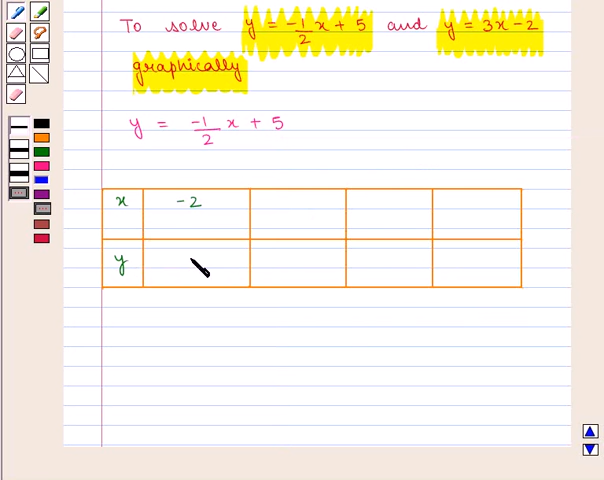 To solve y = -1/2 x + 5 and y = 3x - 2
graphically
y = -1/2 x + 5
x -2
y